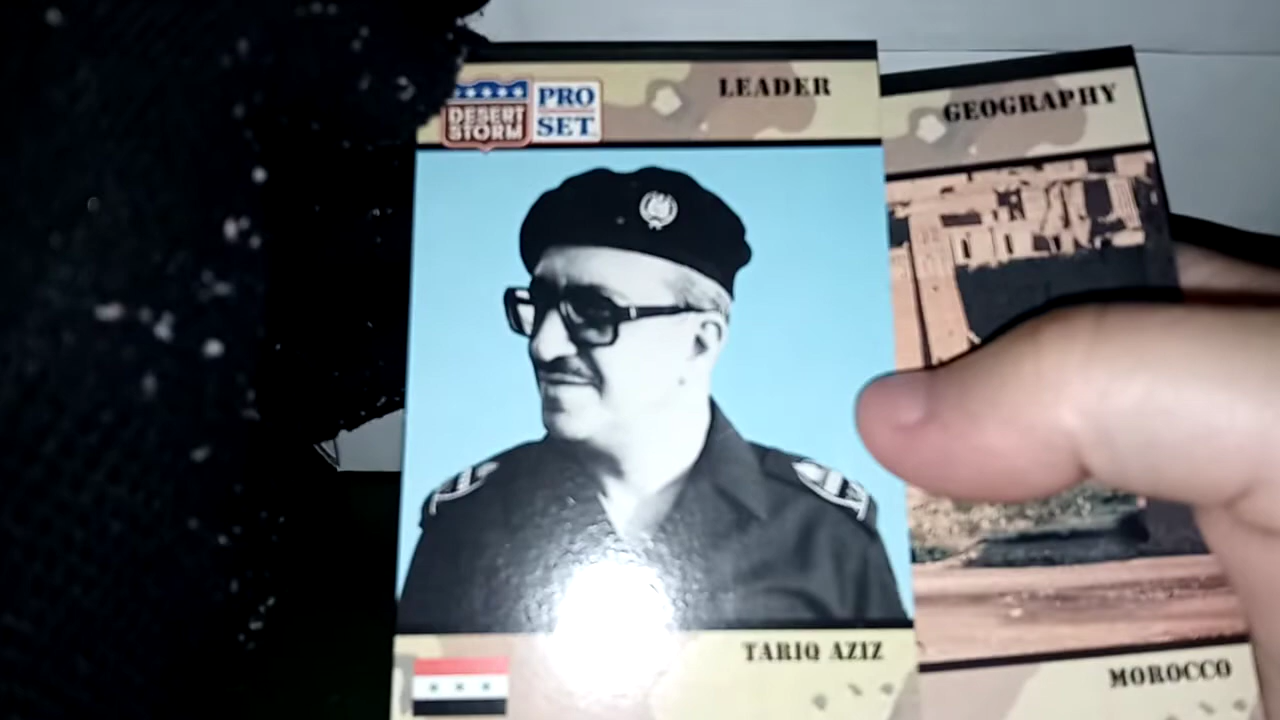 DESERT
STORM
PRO
SET
LEADER
TARIQ AZIZ
GEOGRAPHY
MOROCCO